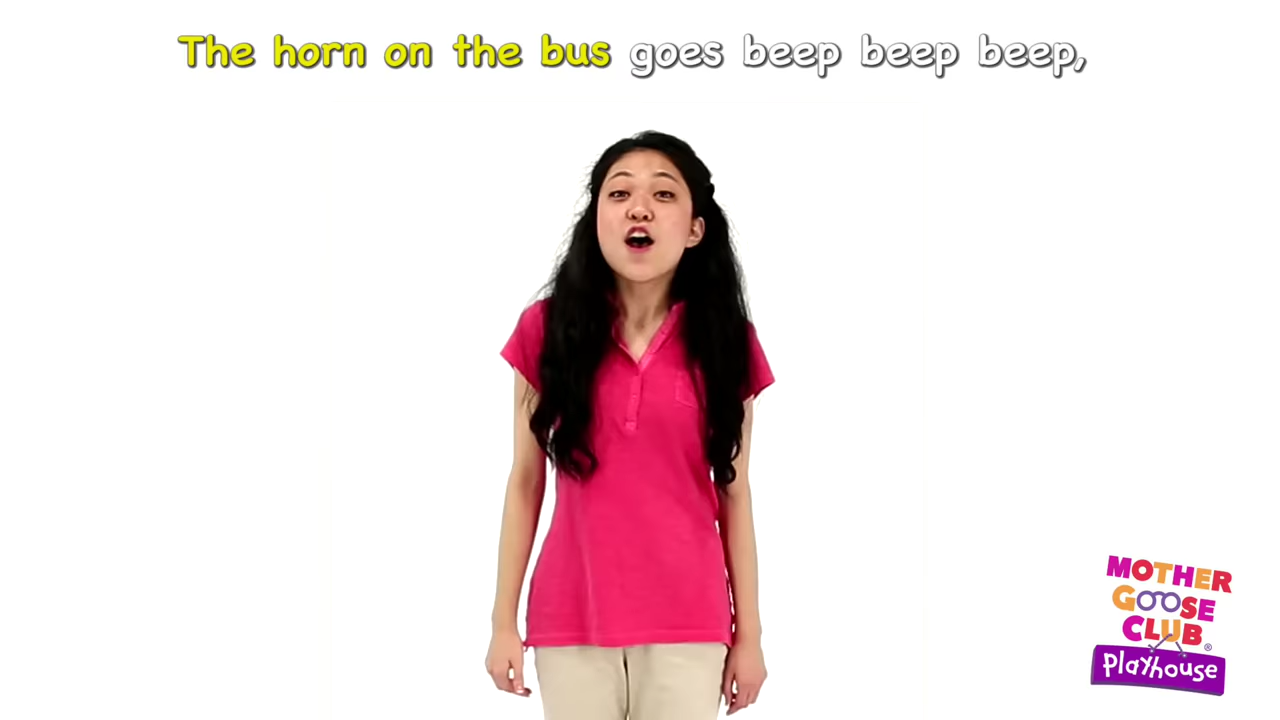 The horn on the bus goes beep beep beep,
MOTHER
GOOSE
CLUB®
Playhouse